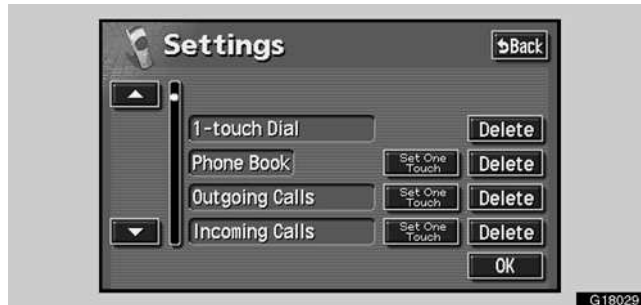 Settings
Back
1-touch Dial
Delete
Phone Book
Set One
Touch
Delete
Outgoing Calls
Set One
Touch
Delete
Incoming Calls
Set One
Touch
Delete
OK
G18029